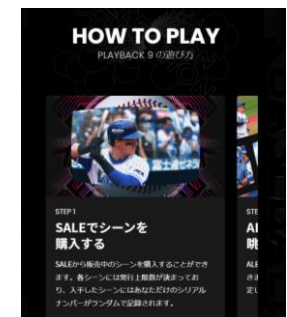 HOW TO PLAY
PLAYBACK 9 の遊び方
STEP 1
SALEでシーンを
購入する
SALEから販売中のシーンを購入することができ
ます。各シーンには発行上限数が決まってお
り、入手したシーンにはあなただけのシリアル
ナンバーがランダムで記録されます。
STE
眺